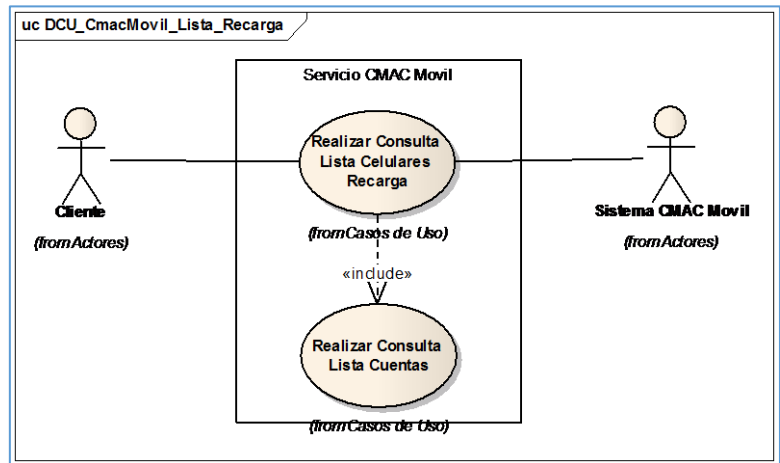 uc DCU_CmacMovil_Lista_Recarga
Servicio CMAC Movil
Realizar Consulta
Lista Celulares
Recarga
(fromCasos de Uso)
Cliente
(fromActores)
Sistema CMAC Movil
(fromActores)
«include»
Realizar Consulta
Lista Cuentas
(fromCasos de Uso)